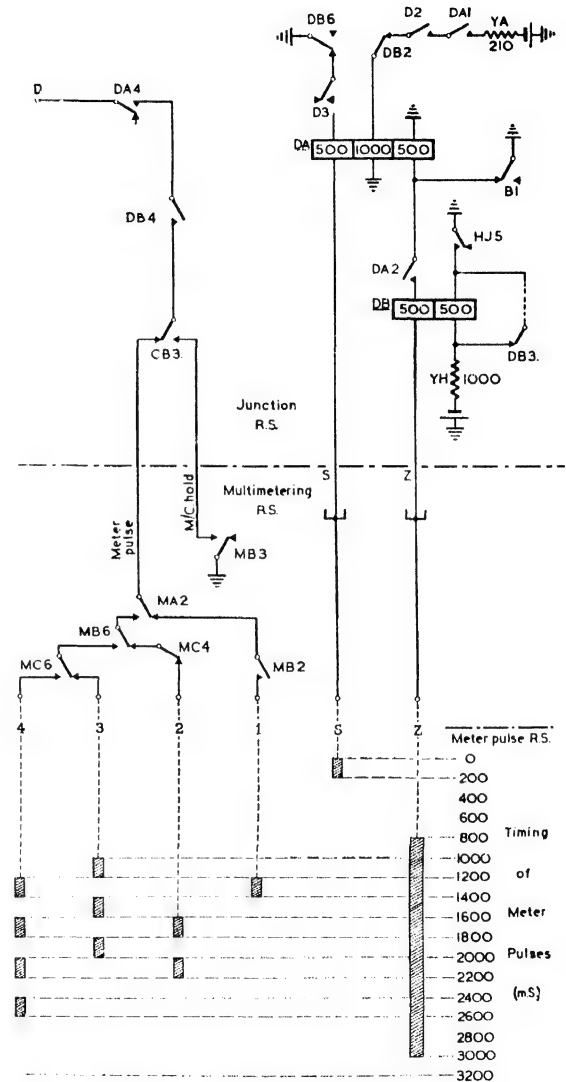 DB6
D2
DA1
YA
210
DB2
D
DA4
D3
DA
500
1000
500
B1
DB4
HJ5
DA2
DB
500
500
CB3.
DB3.
YH
1000
Junction
R.S.
S
Z
Multimetering
R.S.
Meter
pulse
M/C hold
MB3
MA2
MB6
MC4
MC6
MB2
4
3
2
1
S
Z
Meter pulse R.S.
0
200
400
600
800
Timing
1000
1200
of
1400
1600
Meter
1800
2000
Pulses
2200
2400
(mS)
2600
2800
3000
3200